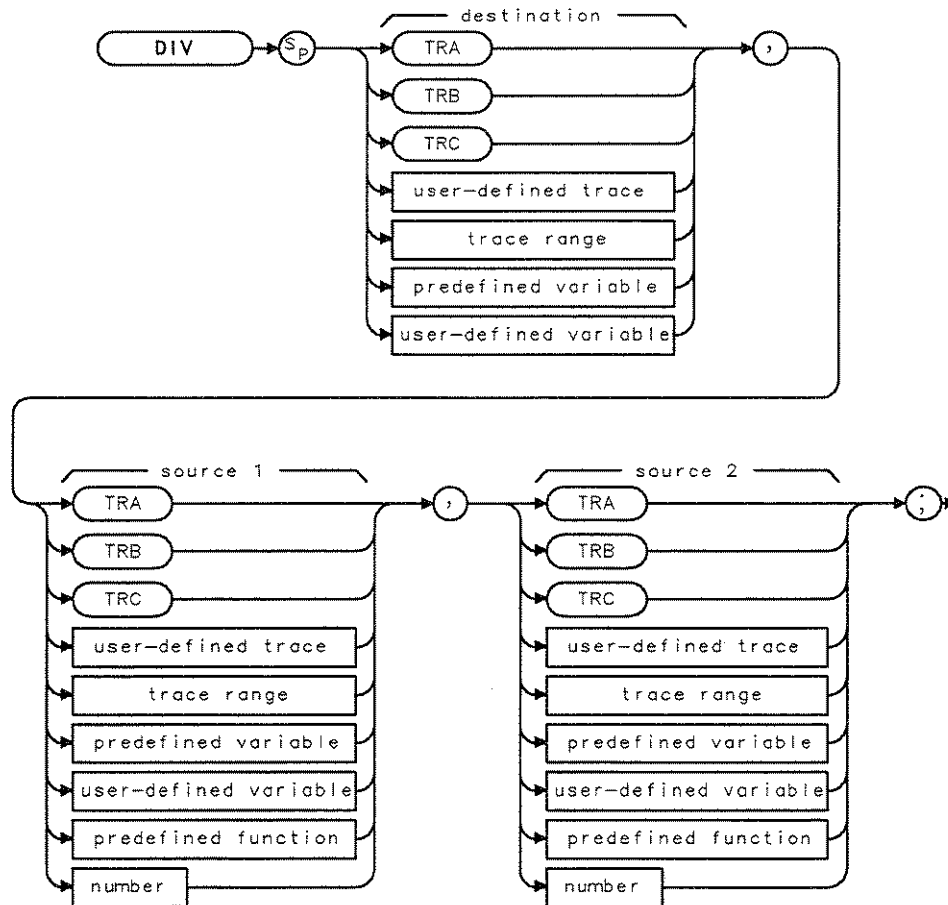 destination
DIV SP TRA ,
TRB
TRC
user-defined trace
trace range
predefined variable
user-defined variable
source 1 source 2
TRA , TRA ;
TRB TRB
TRC TRC
user-defined trace user-defined trace
trace range trace range
predefined variable predefined variable
user-defined variable user-defined variable
predefined function predefined function
number number